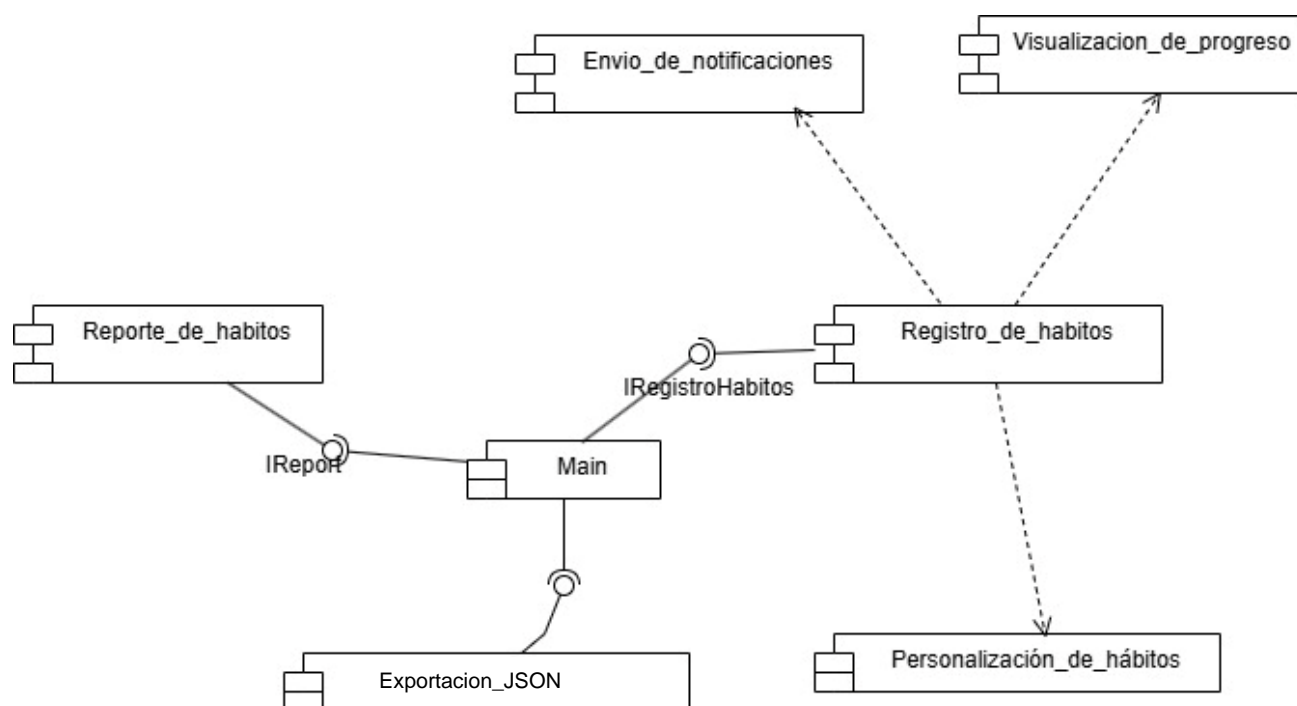 Visualizacion_de_progreso
Envio_de_notificaciones
Reporte_de_habitos
Registro_de_habitos
IRegistroHabitos
IReport
Main
Personalización_de_hábitos
Exportacion_JSON